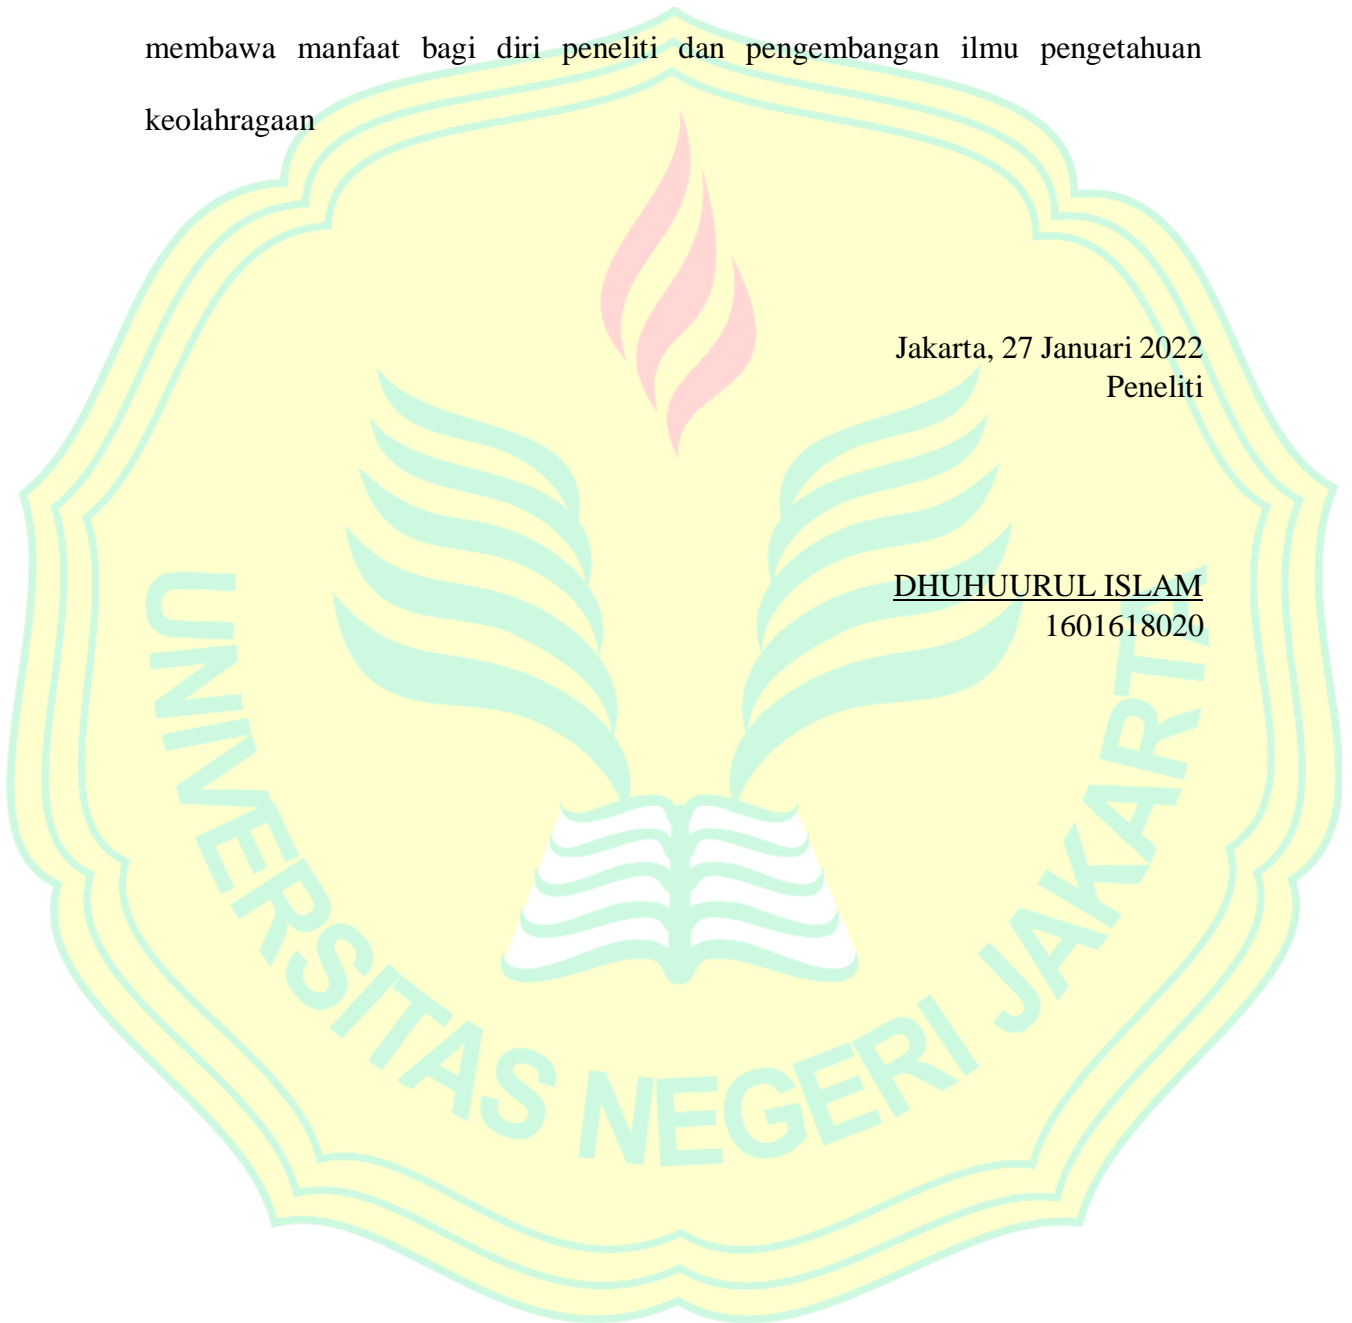 membawa manfaat bagi diri peneliti dan pengembangan ilmu pengetahuan
keolahragaan
Jakarta, 27 Januari 2022
Peneliti
DHUHUURUL ISLAM
1601618020
UNIVERSITAS NEGERI JAKARTA